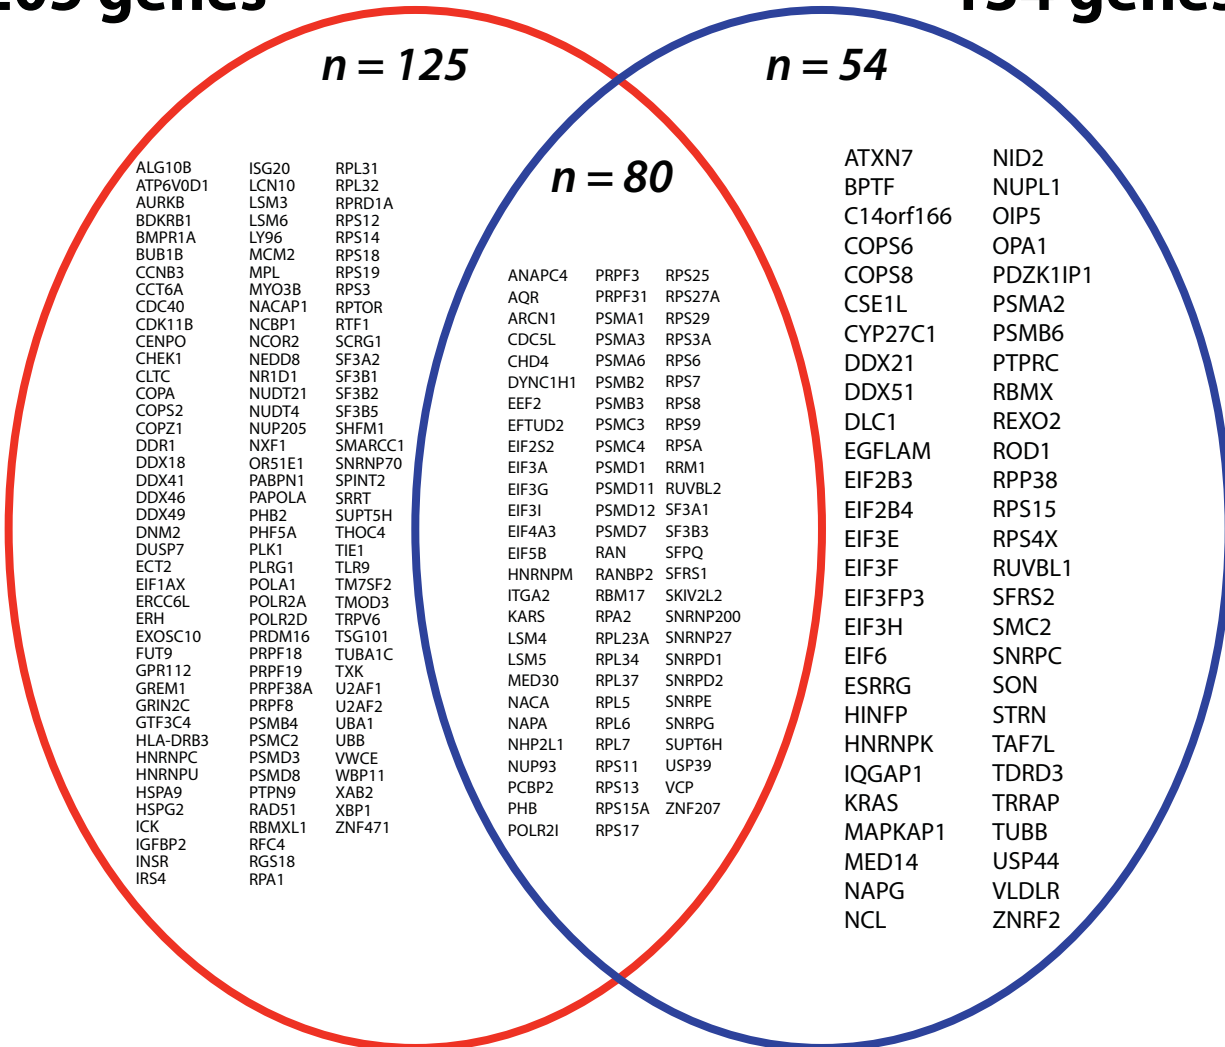 genes
genes
n = 125
n = 54
n = 80
ALG10B
ATP6V0D1
AURKB
BDKRB1
BMPR1A
BUB1B
CCNB3
CCT6A
CDC40
CDK11B
CENPO
CHEK1
CLTC
COPA
COPS2
COPZ1
DDR1
DDX18
DDX41
DDX46
DDX49
DNM2
DUSP7
ECT2
EIF1AX
ERCC6L
ERH
EXOSC10
FUT9
GPR112
GREM1
GRIN2C
GTF3C4
HLA-DRB3
HNRNPC
HNRNPU
HSPA9
HSPG2
ICK
IGFBP2
INSR
IRS4
ISG20
LCN10
LSM3
LSM6
LY96
MCM2
MPL
MYO3B
NACAP1
NCBP1
NCOR2
NEDD8
NR1D1
NUDT21
NUDT4
NUP205
NXF1
OR51E1
PABPN1
PAPOLA
PHB2
PHF5A
PLK1
PLRG1
POLA1
POLR2A
POLR2D
PRDM16
PRPF18
PRPF19
PRPF38A
PRPF8
PSMB4
PSMC2
PSMD3
PSMD8
PTPN9
RAD51
RBMXL1
RFC4
RGS18
RPA1
RPL31
RPL32
RPRD1A
RPS12
RPS14
RPS18
RPS19
RPS3
RPTOR
RTF1
SCRG1
SF3A2
SF3B1
SF3B2
SF3B5
SHFM1
SMARCC1
SNRNP70
SPINT2
SRRT
SUPT5H
THOC4
TIE1
TLR9
TM7SF2
TMOD3
TRPV6
TSG101
TUBA1C
TXK
U2AF1
U2AF2
UBA1
UBB
VWCE
WBP11
XAB2
XBP1
ZNF471
ANAPC4
AQR
ARCN1
CDC5L
CHD4
DYNC1H1
EEF2
EFTUD2
EIF2S2
EIF3A
EIF3G
EIF3I
EIF4A3
EIF5B
HNRNPM
ITGA2
KARS
LSM4
LSM5
MED30
NACA
NAPA
NHP2L1
NUP93
PCBP2
PHB
POLR2I
PRPF3
PRPF31
PSMA1
PSMA3
PSMA6
PSMB2
PSMB3
PSMC3
PSMC4
PSMD1
PSMD11
PSMD12
PSMD7
RAN
RANBP2
RBM17
RPA2
RPL23A
RPL34
RPL37
RPL5
RPL6
RPL7
RPS11
RPS13
RPS15A
RPS17
RPS25
RPS27A
RPS29
RPS3A
RPS6
RPS7
RPS8
RPS9
RPSA
RRM1
RUVBL2
SF3A1
SF3B3
SFPQ
SFRS1
SKIV2L2
SNRNP200
SNRNP27
SNRPD1
SNRPD2
SNRPE
SNRPG
SUPT6H
USP39
VCP
ZNF207
ATXN7
BPTF
C14orf166
COPS6
COPS8
CSE1L
CYP27C1
DDX21
DDX51
DLC1
EGFLAM
EIF2B3
EIF2B4
EIF3E
EIF3F
EIF3FP3
EIF3H
EIF6
ESRRG
HINFP
HNRNPK
IQGAP1
KRAS
MAPKAP1
MED14
NAPG
NCL
NID2
NUPL1
OIP5
OPA1
PDZK1IP1
PSMA2
PSMB6
PTPRC
RBMX
REXO2
ROD1
RPP38
RPS15
RPS4X
RUVBL1
SFRS2
SMC2
SNRPC
SON
STRN
TAF7L
TDRD3
TRRAP
TUBB
USP44
VLDLR
ZNRF2